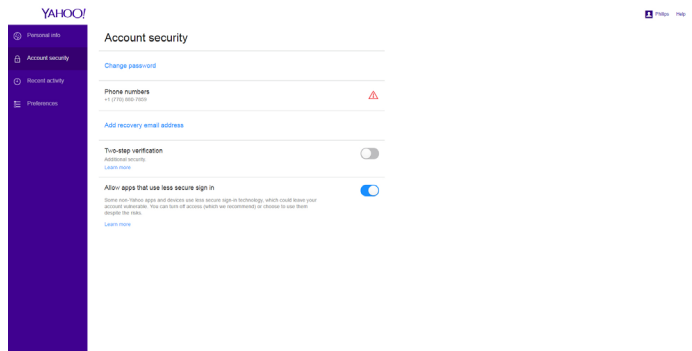 YAHOO!
Philips Help
Personal info
Account security
Recent activity
Preferences
Account security
Change password
Phone numbers
+1 (770)
Add recovery email address
Two-step verification
Additional security.
Learn more
Allow apps that use less secure sign in
Some non-Yahoo apps and devices use less secure sign-in technology, which could leave your
account vulnerable. You can turn off access (which we recommend) or choose to use them
despite the risks.
Learn more